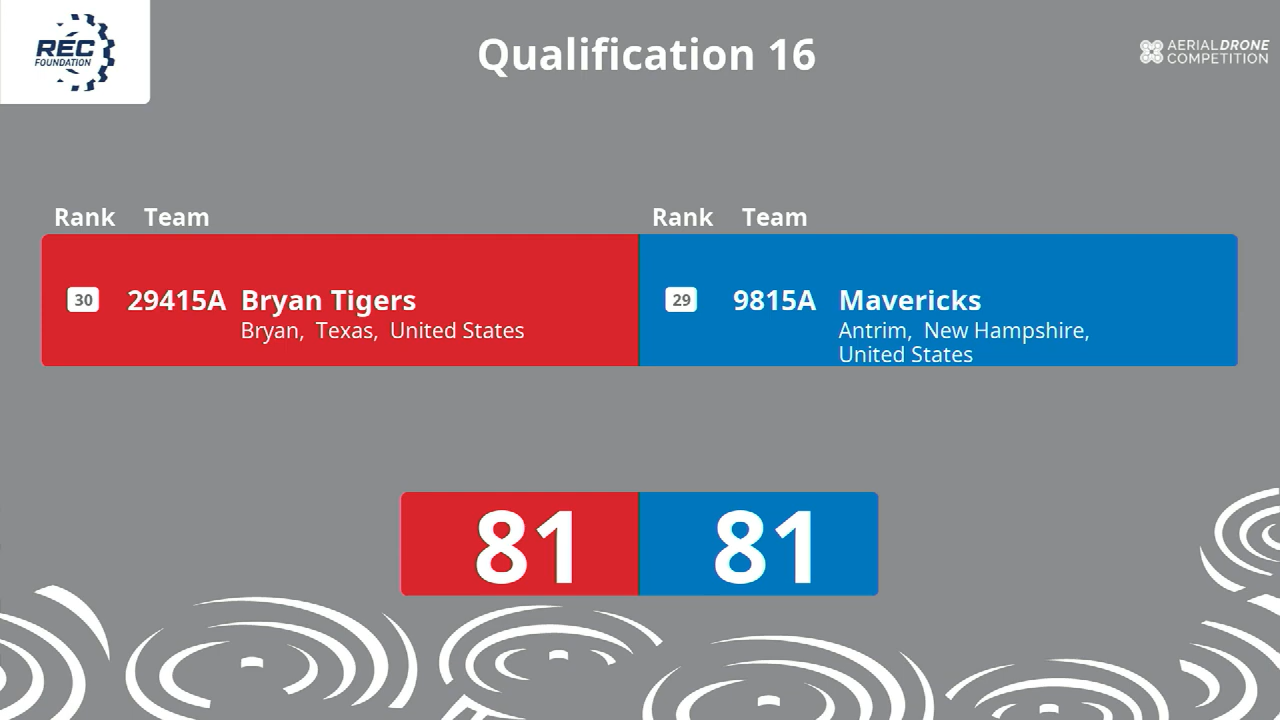 REC
FOUNDATION
Qualification 16
AERIALDRONE
COMPETITION
Rank Team
30 29415A Bryan Tigers
Bryan, Texas, United States
Rank Team
29 9815A Mavericks
Antrim, New Hampshire,
United States
81 81